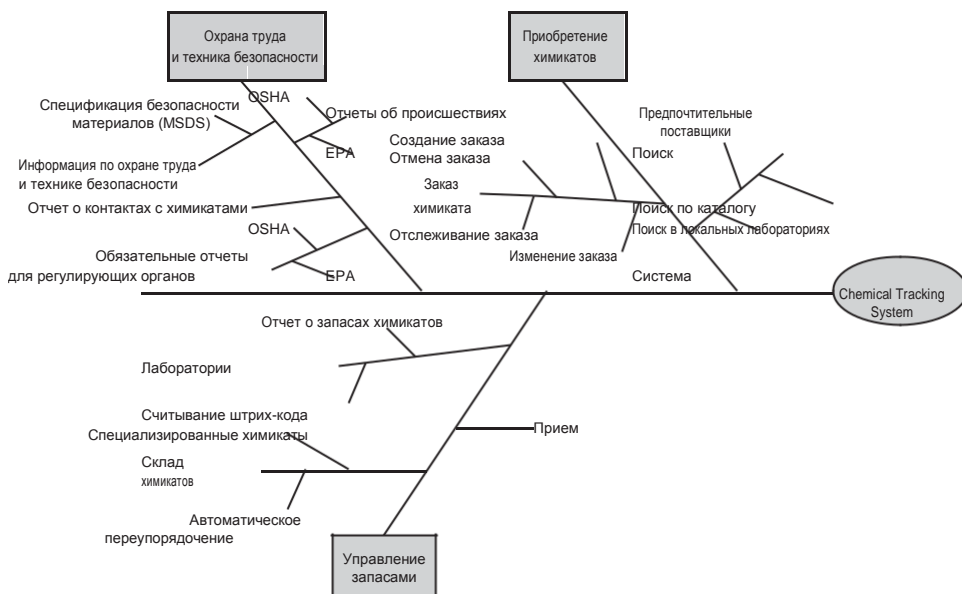 Охрана труда
и техника безопасности
Приобретение
химикатов
OSHA
Спецификация безопасности
материалов (MSDS)
Отчеты об происшествиях
EPA
Информация по охране труда
и технике безопасности
Отчет о контактах с химикатами
OSHA
Обязательные отчеты
для регулирующих органов
EPA
Создание заказа
Отмена заказа
Заказ
химиката
Отслеживание заказа
Изменение заказа
Предпочтительные
поставщики
Поиск
Поиск по каталогу
Поиск в локальных лабораториях
Система
Chemical Tracking
System
Отчет о запасах химикатов
Лаборатории
Считывание штрих-кода
Специализированные химикаты
Склад
химикатов
Прием
Автоматическое
переупорядочение
Управление
запасами